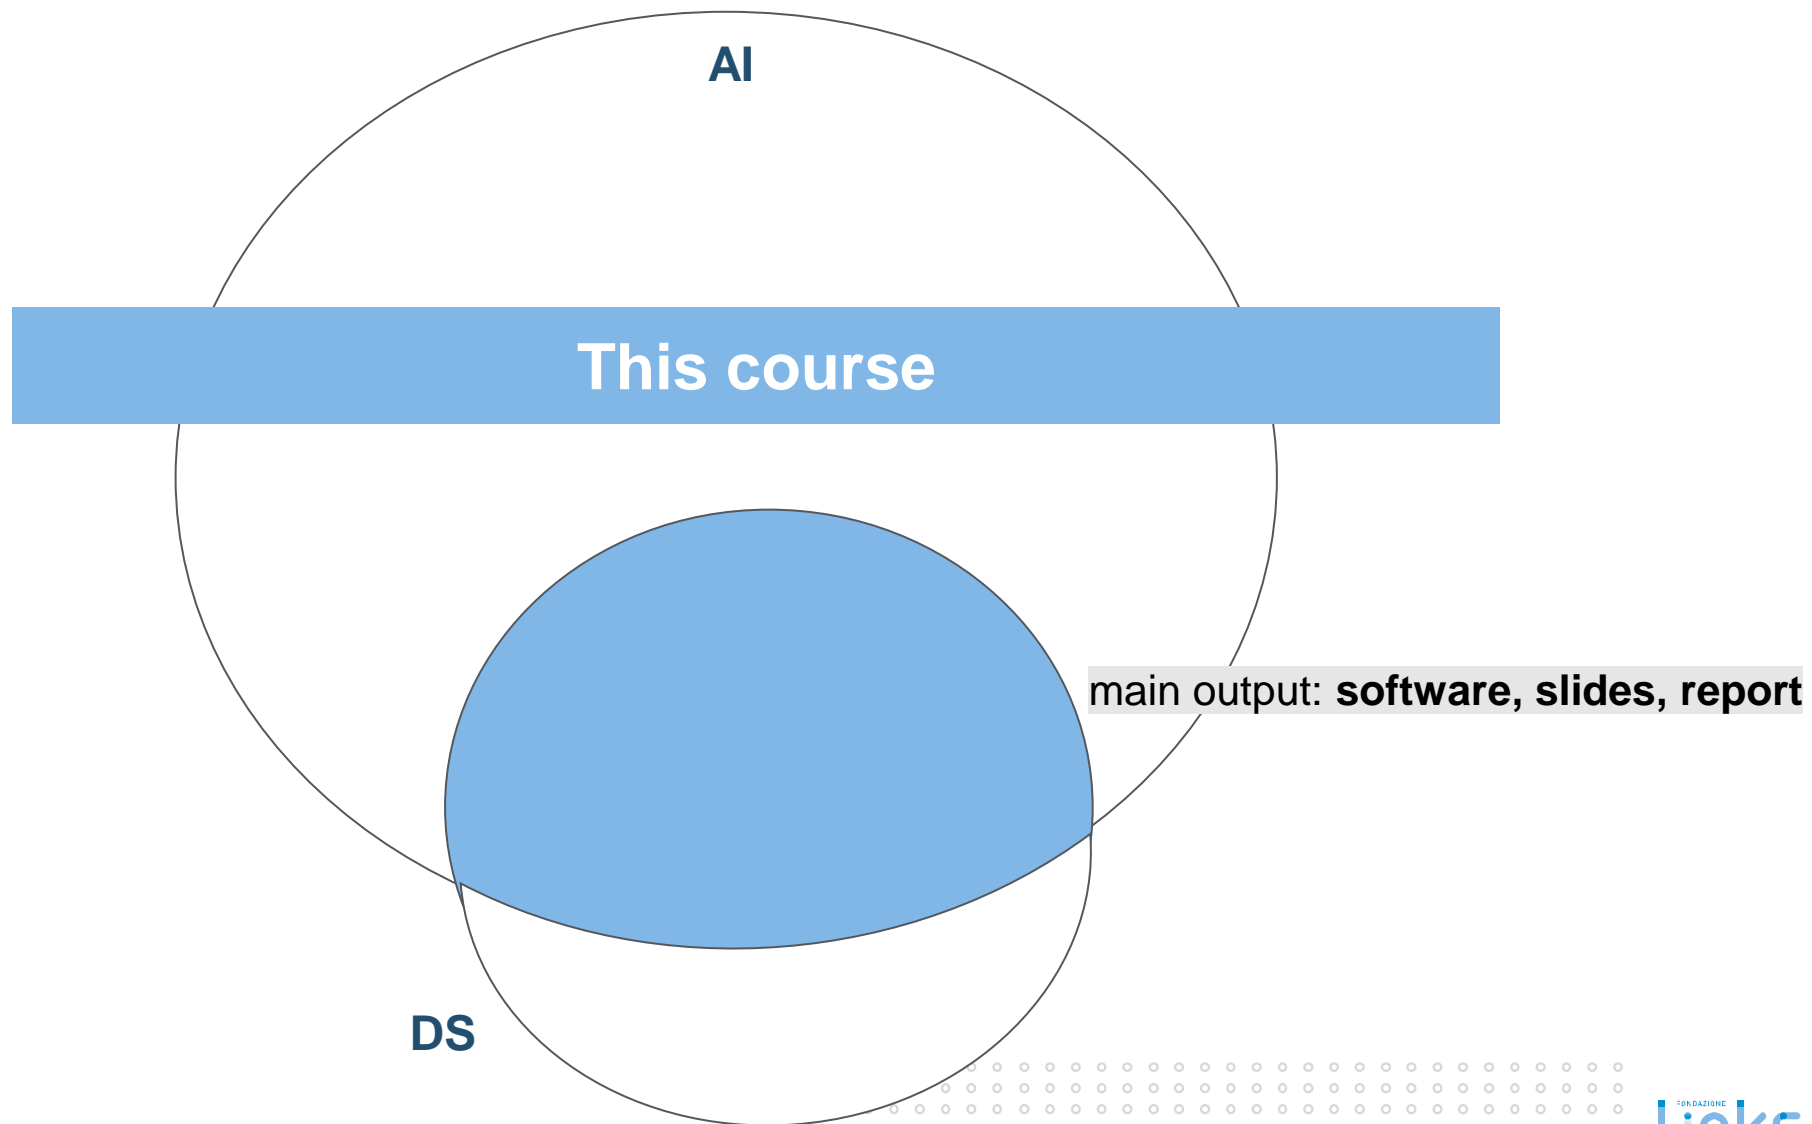 AI
This course
main output: software, slides, report
DS
FONDAZIONE